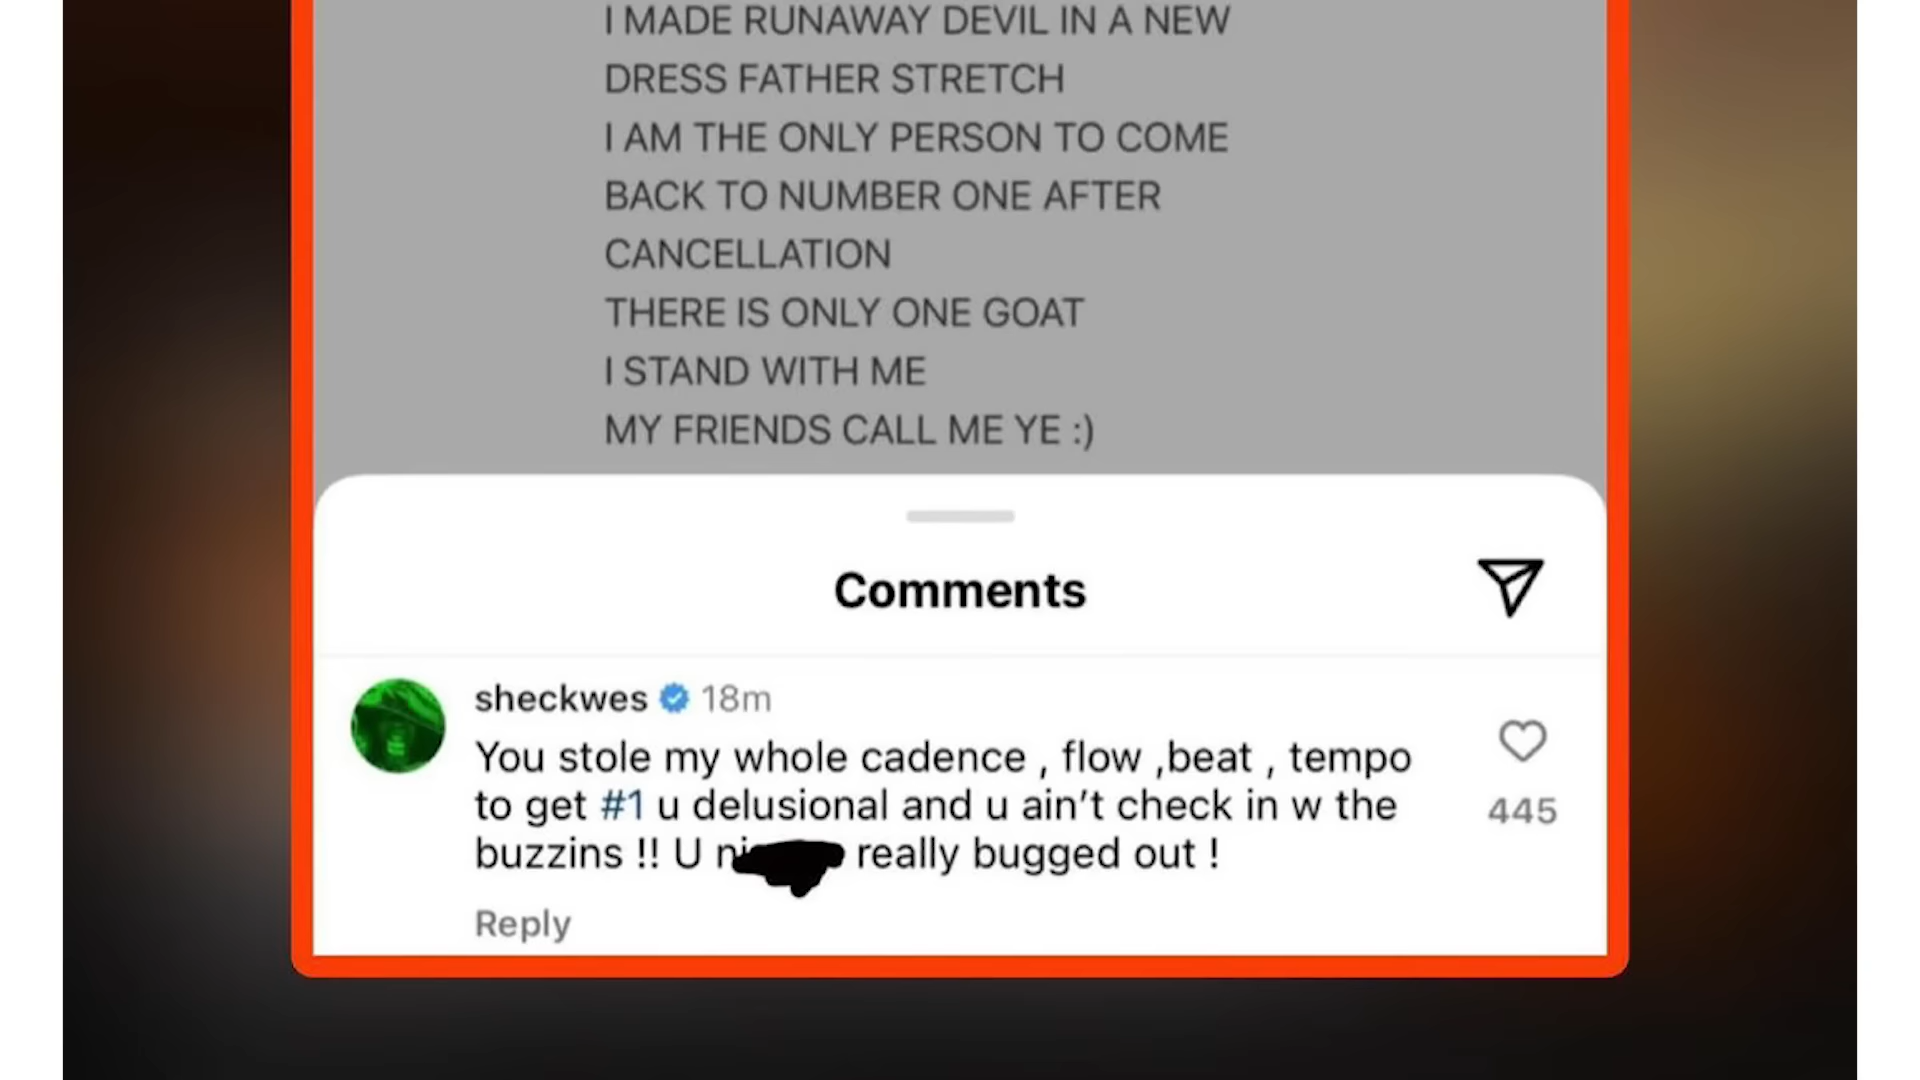 I MADE RUNAWAY DEVIL IN A NEW
DRESS FATHER STRETCH
I AM THE ONLY PERSON TO COME
BACK TO NUMBER ONE AFTER
CANCELLATION
THERE IS ONLY ONE GOAT
I STAND WITH ME
MY FRIENDS CALL ME YE :)
Comments
sheckwes 18m
You stole my whole cadence , flow ,beat , tempo
to get #1 u delusional and u ain't check in w the
445
buzzins !! U really bugged out !
Reply